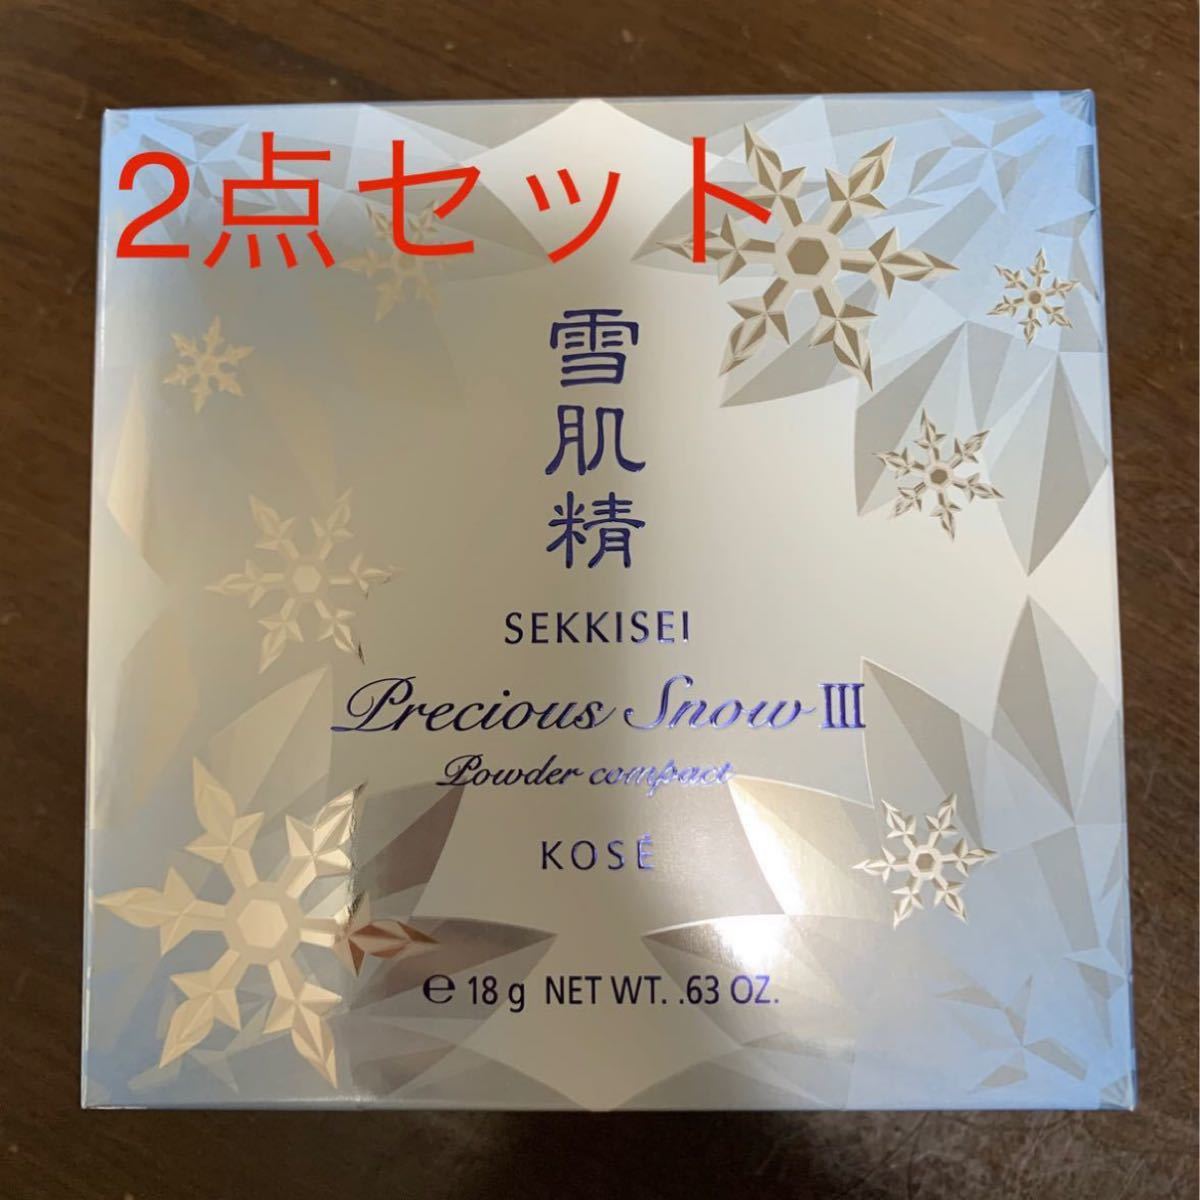 2点セット
雪肌精
SEKKISEI
Precious Snow III
Powder compact
KOSÉ
℮ 18 g NET WT. .63 OZ.